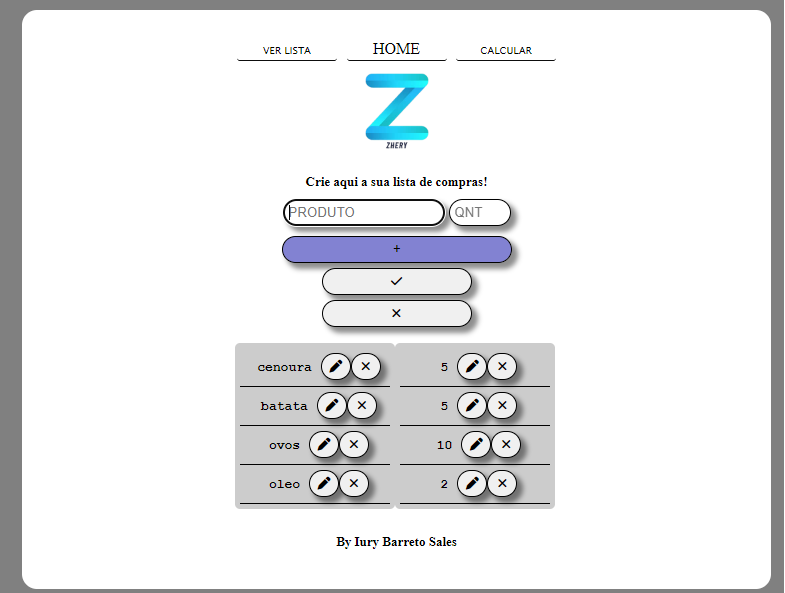 VER LISTA HOME CALCULAR
ZHERY
Crie aqui a sua lista de compras!
PRODUTO QNT
+
cenoura 5
batata 5
ovos 10
oleo 2
By Iury Barreto Sales